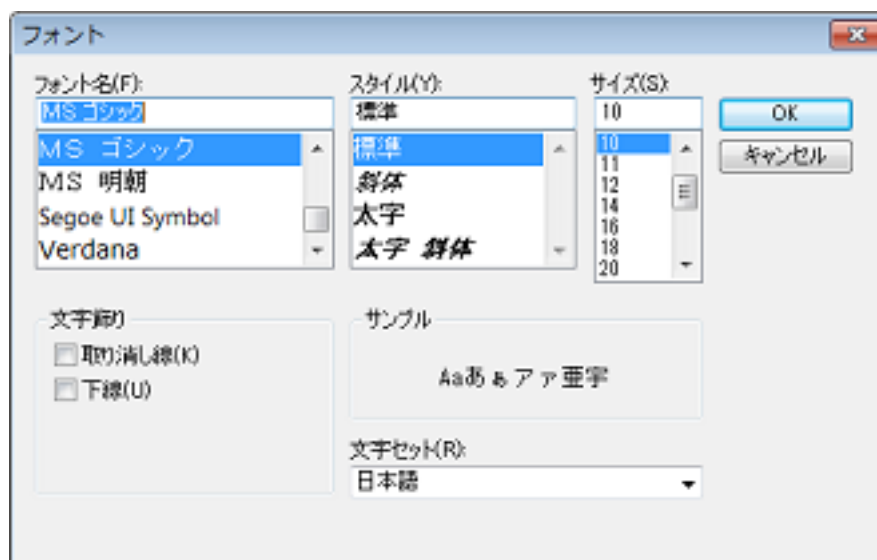 フォント
フォント名(F):
MS ゴシック
MS ゴシック
MS 明朝
Segoe UI Symbol
Verdana
スタイル(Y):
標準
標準
斜体
太字
太字 斜体
サイズ(S):
10
10
11
12
14
16
18
20
OK
キャンセル
文字飾り
取り消し線(K)
下線(U)
サンプル
Aaあぁアァ亜宇
文字セット(R):
日本語